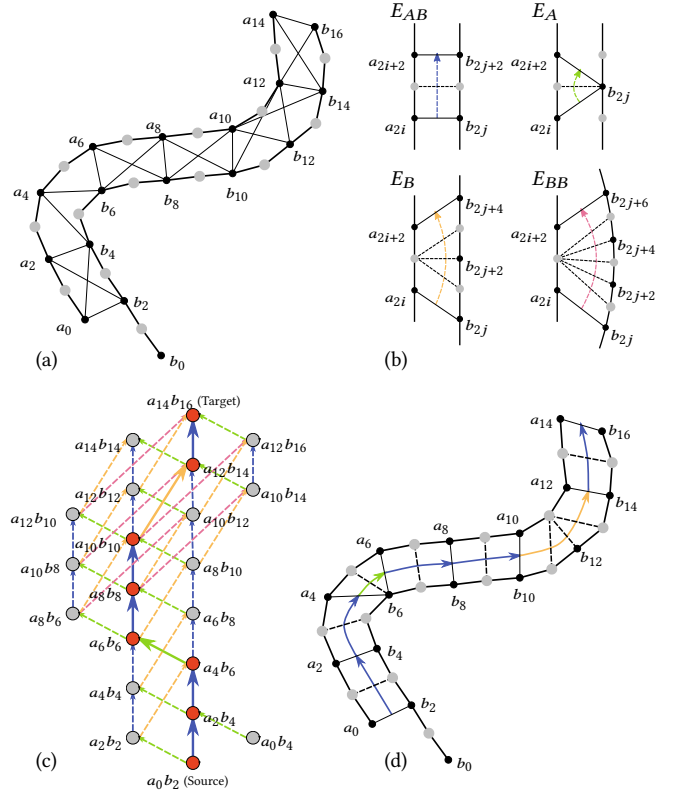 a14
b16
a12
b14
a10
a8
a6
b12
b10
b8
b6
a4
b4
a2
b2
a0
b0
(a)
E_AB
a2i+2
b2j+2
a2i
b2j
E_A
a2i+2
b2j
a2i
E_B
b2j+4
a2i+2
b2j+2
a2i
b2j
E_BB
b2j+6
a2i+2
b2j+4
b2j+2
a2i
b2j
(b)
a14b16 (Target)
a14b14
a12b16
a12b14
a12b12
a10b14
a12b10
a10b12
a10b10
a10b8
a8b10
a8b8
a8b6
a6b8
a6b6
a4b6
a4b4
a2b4
a2b2
a0b4
a0b2 (Source)
(c)
a14
b16
a12
b14
a10
a8
a6
b12
b10
b8
b6
a4
b4
a2
b2
a0
b0
(d)